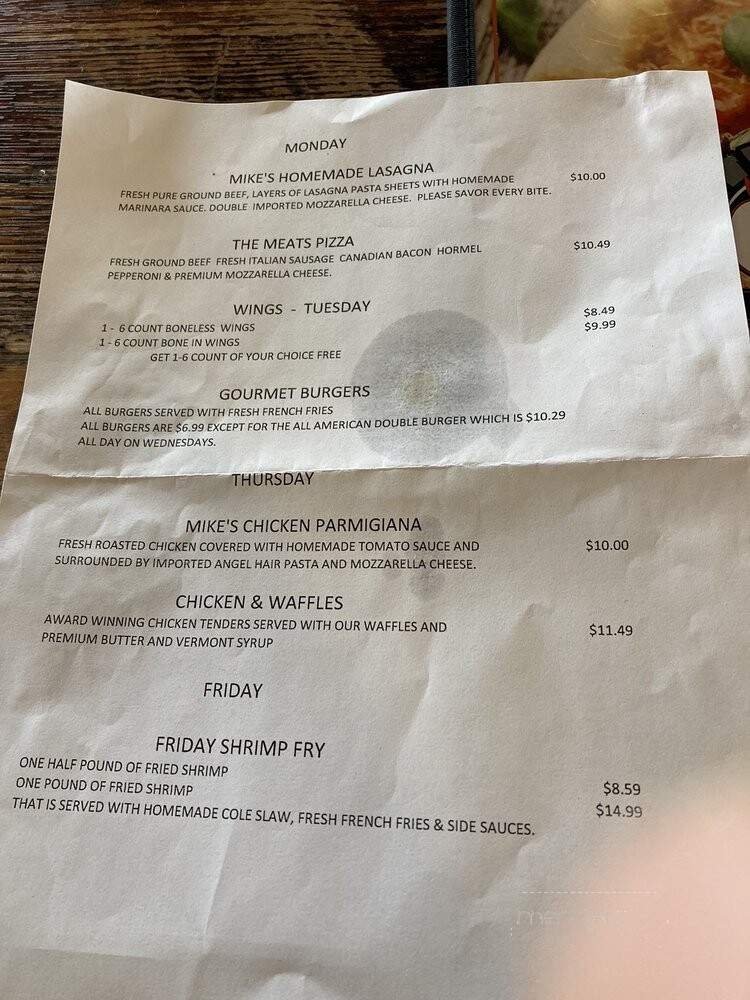 MONDAY
MIKE'S HOMEMADE LASAGNA
FRESH PURE GROUND BEEF, LAYERS OF LASAGNA PASTA SHEETS WITH HOMEMADE $10.00
MARINARA SAUCE. DOUBLE IMPORTED MOZZARELLA CHEESE. PLEASE SAVOR EVERY BITE.
THE MEATS PIZZA $10.49
FRESH GROUND BEEF FRESH ITALIAN SAUSAGE CANADIAN BACON HORMEL
PEPPERONI & PREMIUM MOZZARELLA CHEESE.
WINGS - TUESDAY
1 - 6 COUNT BONELESS WINGS $8.49
1 - 6 COUNT BONE IN WINGS $9.99
GET 1-6 COUNT OF YOUR CHOICE FREE
GOURMET BURGERS
ALL BURGERS SERVED WITH FRESH FRENCH FRIES
ALL BURGERS ARE $6.99 EXCEPT FOR THE ALL AMERICAN DOUBLE BURGER WHICH IS $10.29
ALL DAY ON WEDNESDAYS.
THURSDAY
MIKE'S CHICKEN PARMIGIANA
FRESH ROASTED CHICKEN COVERED WITH HOMEMADE TOMATO SAUCE AND $10.00
SURROUNDED BY IMPORTED ANGEL HAIR PASTA AND MOZZARELLA CHEESE.
CHICKEN & WAFFLES
AWARD WINNING CHICKEN TENDERS SERVED WITH OUR WAFFLES AND $11.49
PREMIUM BUTTER AND VERMONT SYRUP
FRIDAY
FRIDAY SHRIMP FRY
ONE HALF POUND OF FRIED SHRIMP $8.59
ONE POUND OF FRIED SHRIMP $14.99
THAT IS SERVED WITH HOMEMADE COLE SLAW, FRESH FRENCH FRIES & SIDE SAUCES.